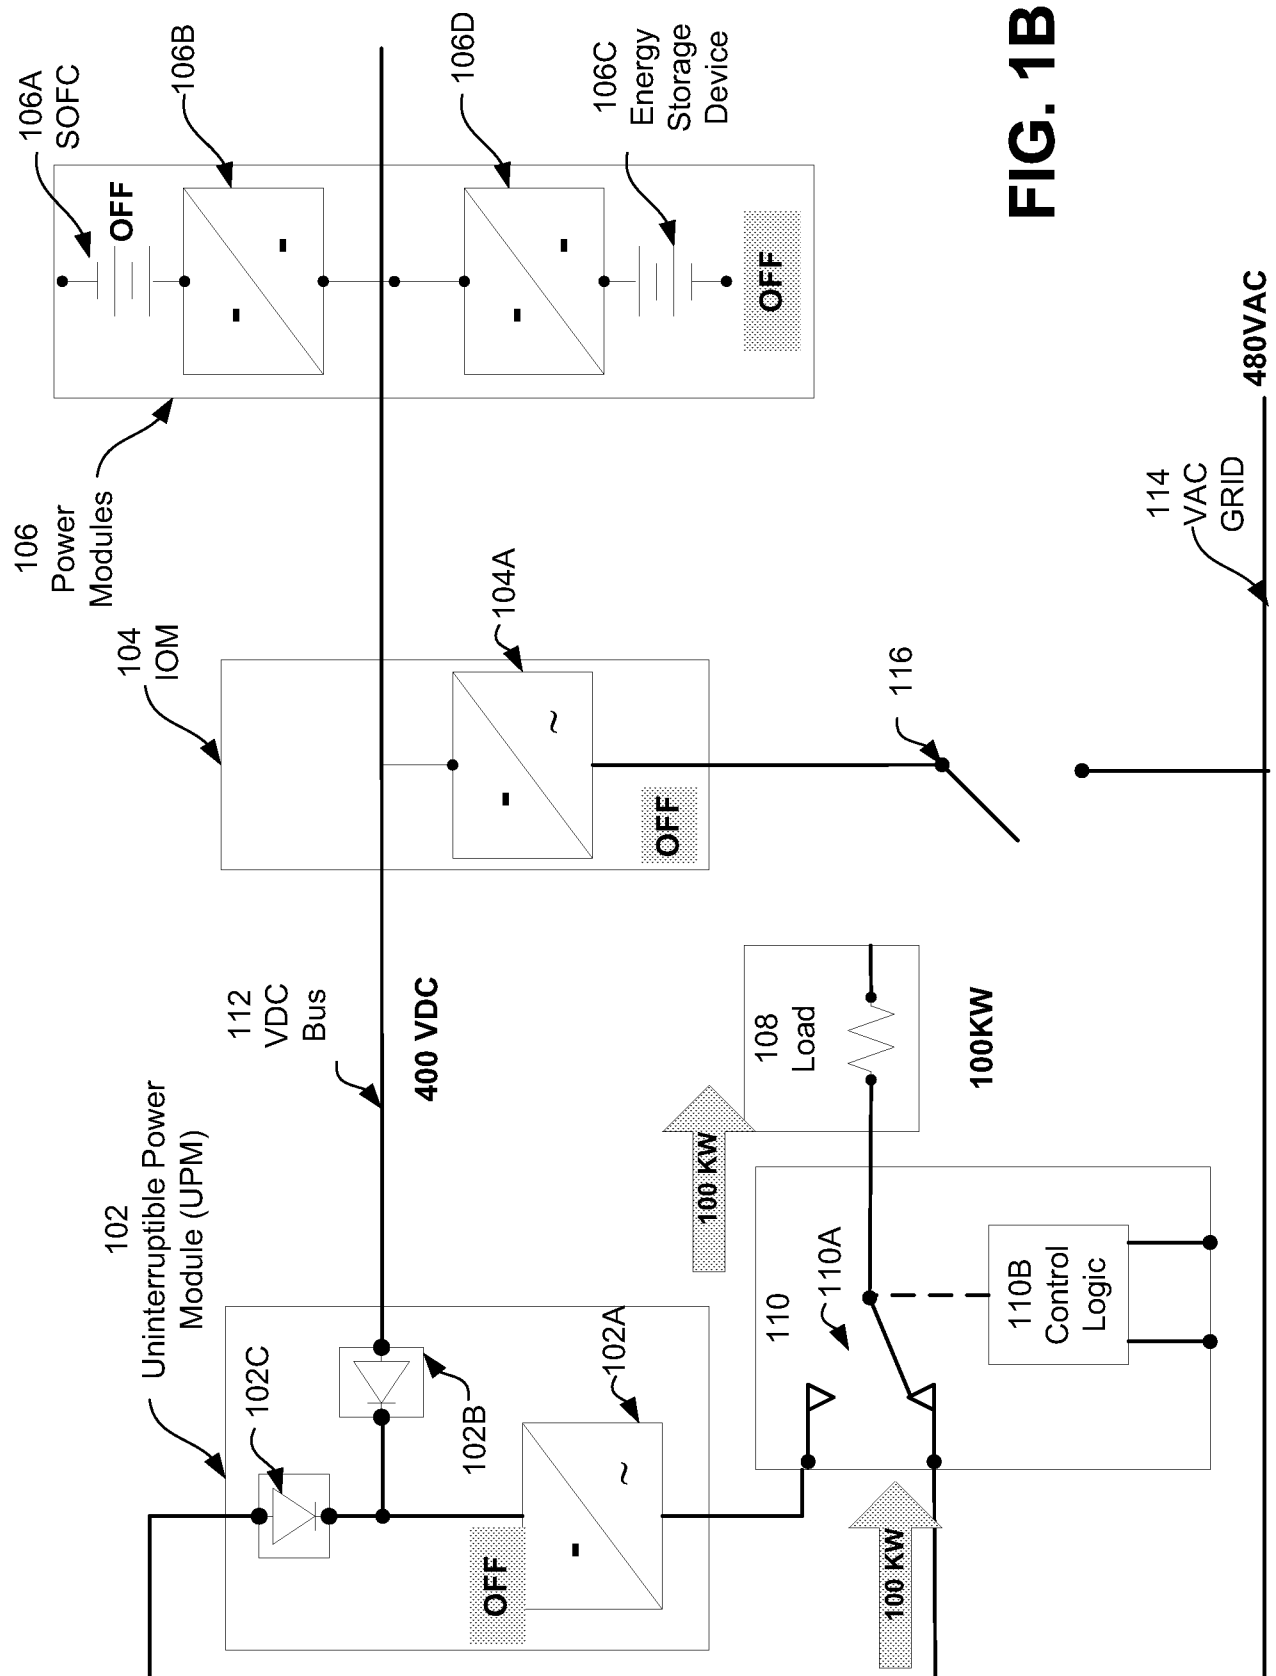 102
Uninterruptible Power
Module (UPM)
102C
102B
102A
OFF
112
VDC
Bus
400 VDC
104
IOM
104A
OFF
106
Power
Modules
106A
SOFC
OFF
106B
106D
106C
Energy
Storage
Device
OFF
100 KW
110
110A
110B
Control
Logic
100 KW
108
Load
100KW
116
114
VAC
GRID
480VAC
FIG. 1B